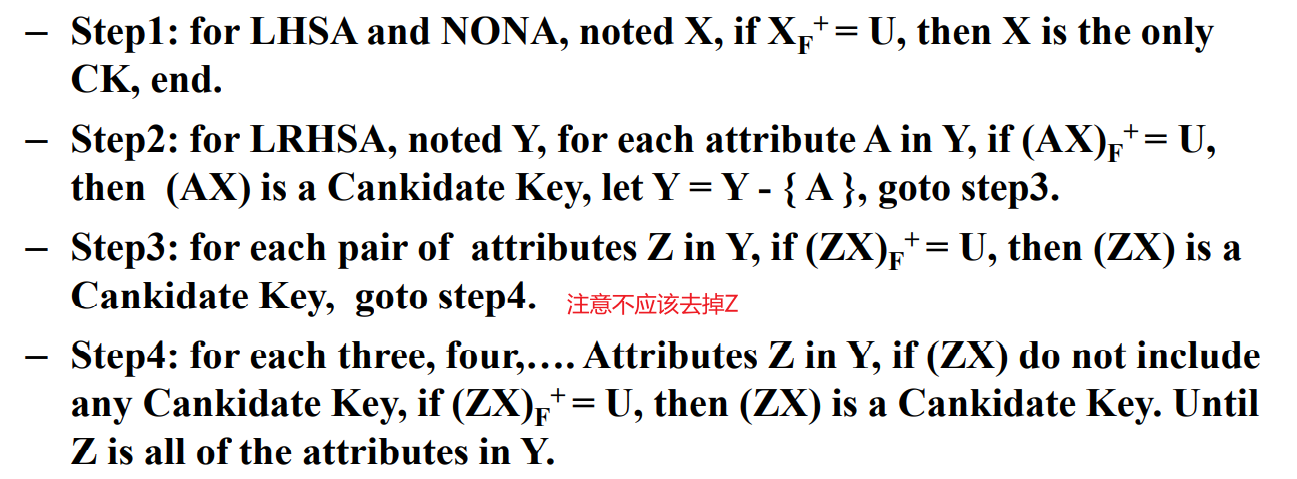 – Step1: for LHSA and NONA, noted X, if X_F^+ = U, then X is the only
CK, end.
– Step2: for LRHSA, noted Y, for each attribute A in Y, if (AX)_F^+ = U,
then (AX) is a Cankidate Key, let Y = Y - { A }, goto step3.
– Step3: for each pair of attributes Z in Y, if (ZX)_F^+ = U, then (ZX) is a
Cankidate Key, goto step4. 注意不应该去掉Z
– Step4: for each three, four,…. Attributes Z in Y, if (ZX) do not include
any Cankidate Key, if (ZX)_F^+ = U, then (ZX) is a Cankidate Key. Until
Z is all of the attributes in Y.